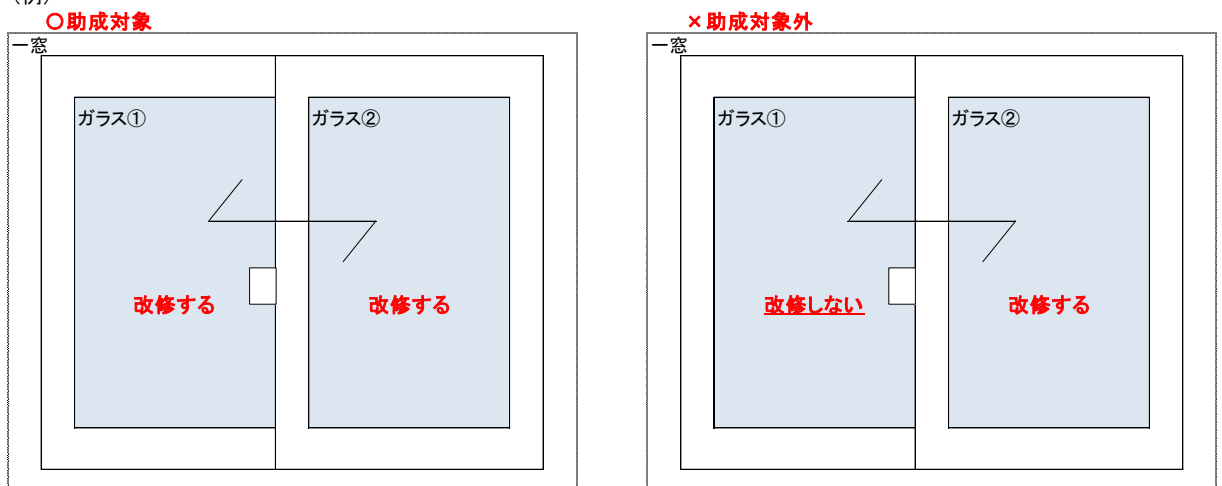 (例)
○助成対象
一窓
ガラス①
ガラス②
改修する
改修する
×助成対象外
一窓
ガラス①
ガラス②
改修しない
改修する